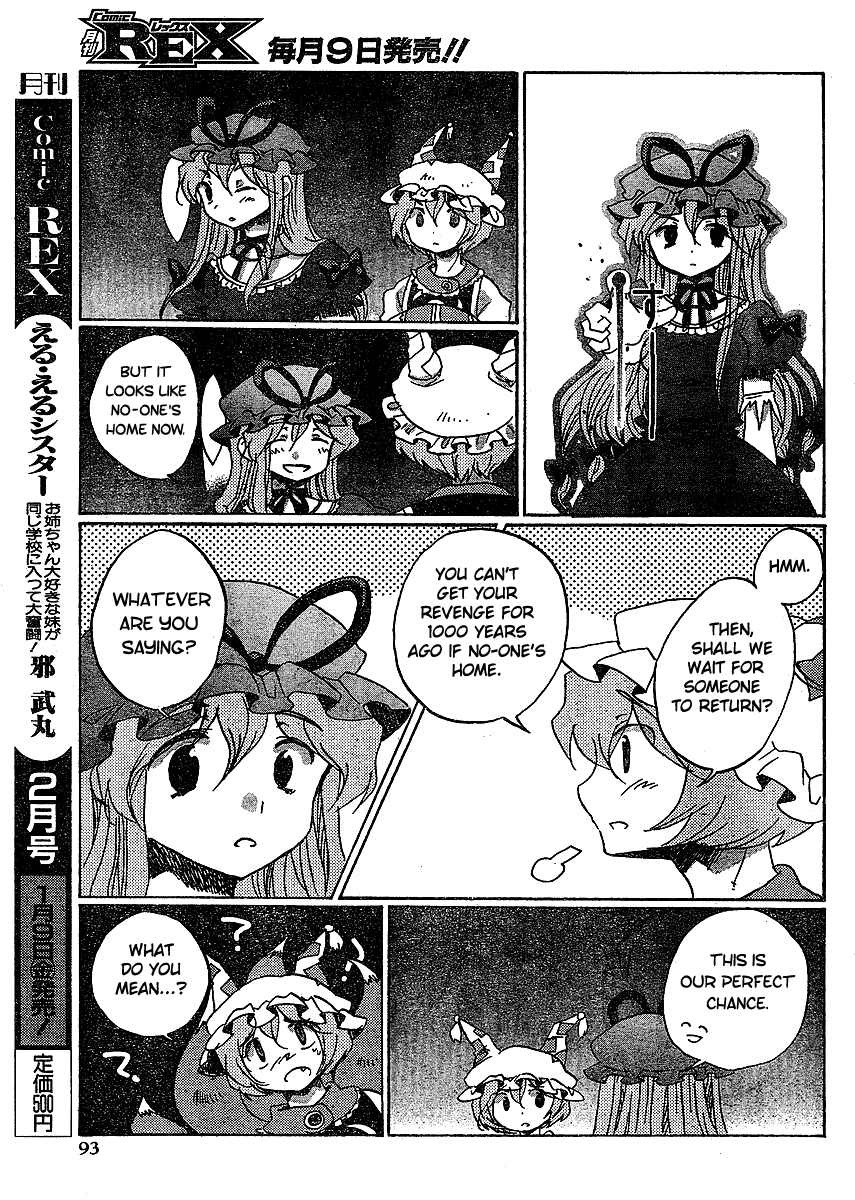 Comic
月刊 REX レックス
毎月9日発売!!
月刊
Comic REX
える・えるシスター
お姉ちゃん大好きな妹が
同じ学校に入って大奮闘!
邪 武丸
2月号
1月9日金発売!
定価500円
す
BUT IT
LOOKS LIKE
NO-ONE'S
HOME NOW.
HMM.
THEN,
SHALL WE
WAIT FOR
SOMEONE
TO RETURN?
YOU CAN'T
GET YOUR
REVENGE FOR
1000 YEARS
AGO IF NO-ONE'S
HOME.
WHATEVER
ARE YOU
SAYING?
THIS IS
OUR PERFECT
CHANCE.
WHAT
DO YOU
MEAN...?
?
?
93